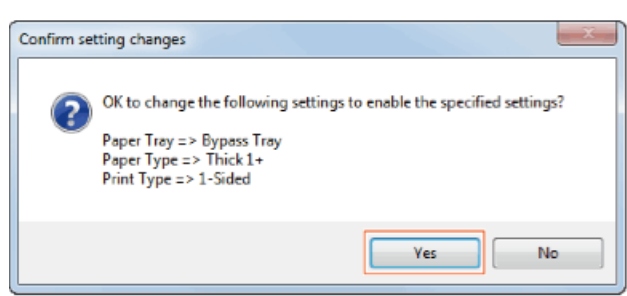 Confirm setting changes
OK to change the following settings to enable the specified settings?
Paper Tray => Bypass Tray
Paper Type => Thick 1+
Print Type => 1-Sided
Yes
No